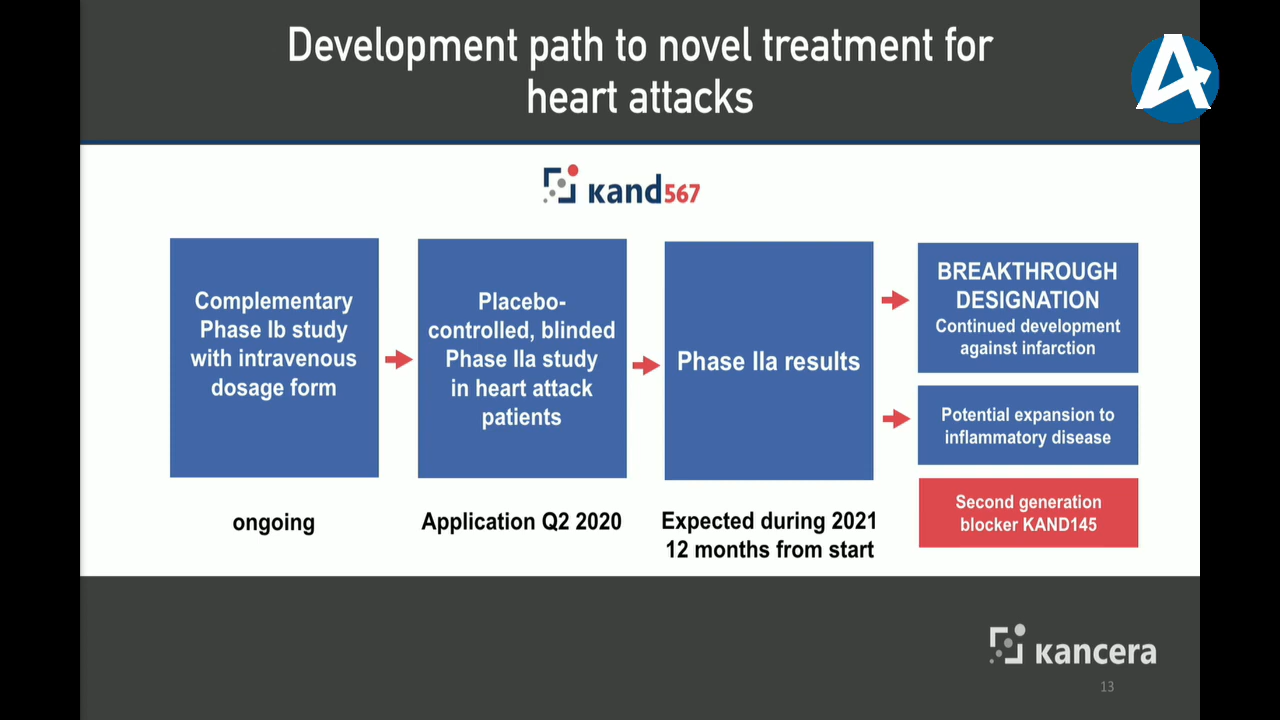 Development path to novel treatment for
heart attacks
kand567
Complementary
Phase Ib study
with intravenous
dosage form
Placebo-
controlled, blinded
Phase IIa study
in heart attack
patients
Phase IIa results
BREAKTHROUGH
DESIGNATION
Continued development
against infarction
Potential expansion to
inflammatory disease
Second generation
blocker KAND145
ongoing
Application Q2 2020
Expected during 2021
12 months from start
kancera
13